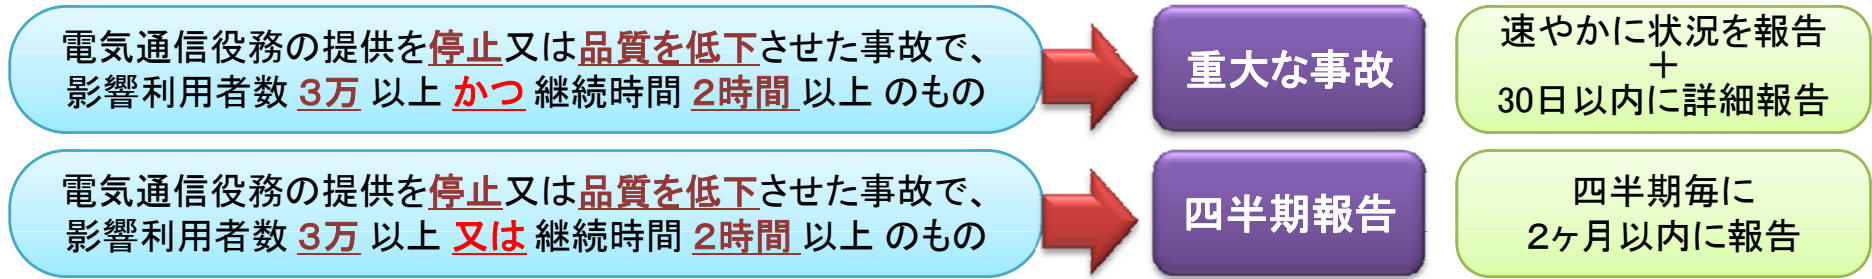 電気通信役務の提供を停止又は品質を低下させた事故で、
影響利用者数 ３万 以上 かつ 継続時間 ２時間 以上 のもの
重大な事故
速やかに状況を報告
＋
30日以内に詳細報告
電気通信役務の提供を停止又は品質を低下させた事故で、
影響利用者数 ３万 以上 又は 継続時間 ２時間 以上 のもの
四半期報告
四半期毎に
２ヶ月以内に報告